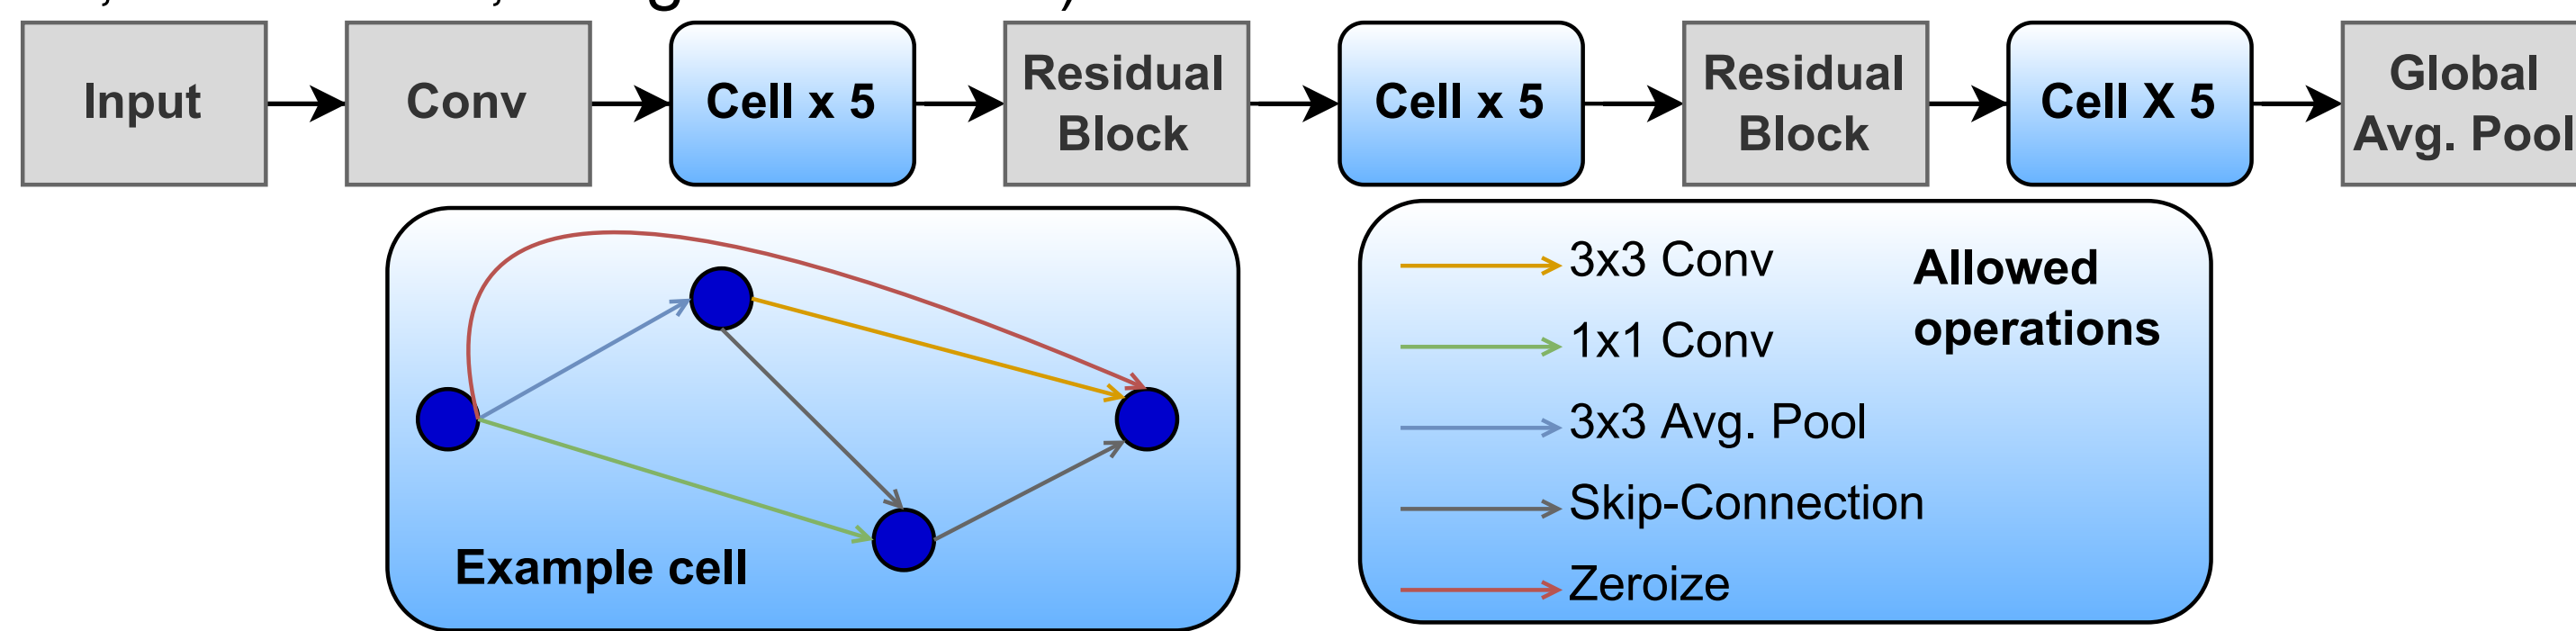 Input
Conv
Cell x 5
Residual
Block
Cell x 5
Residual
Block
Cell X 5
Global
Avg. Pool
Example cell
3x3 Conv
1x1 Conv
3x3 Avg. Pool
Skip-Connection
Zeroize
Allowed
operations